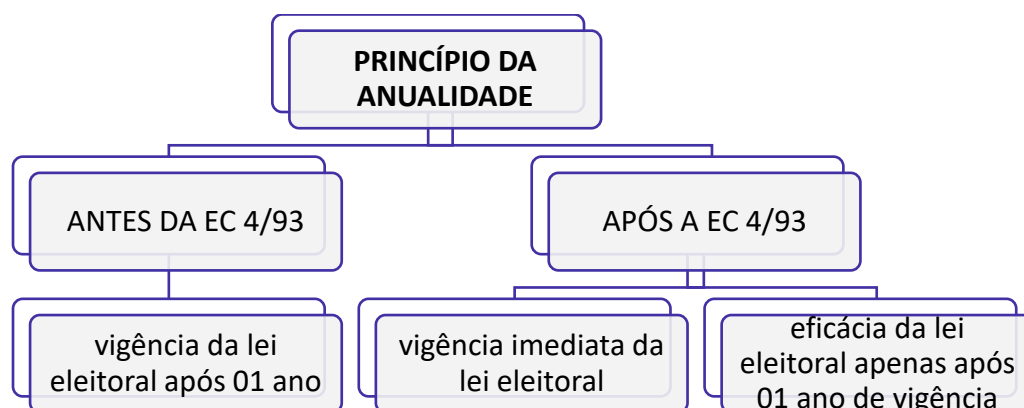 PRINCÍPIO DA
ANUALIDADE
ANTES DA EC 4/93
APÓS A EC 4/93
vigência da lei
eleitoral após 01 ano
vigência imediata da
lei eleitoral
eficácia da lei
eleitoral apenas após
01 ano de vigência